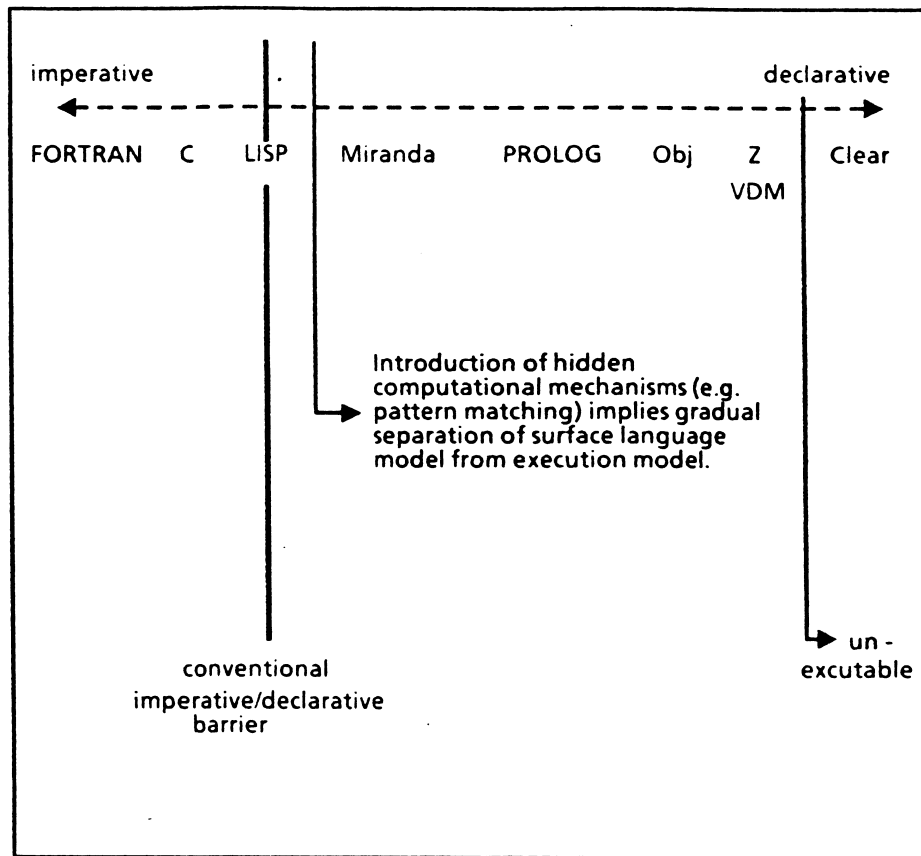 imperative declarative
FORTRAN C LISP Miranda PROLOG Obj Z Clear
VDM
Introduction of hidden
computational mechanisms (e.g.
pattern matching) implies gradual
separation of surface language
model from execution model.
un -
excutable
conventional
imperative/declarative
barrier